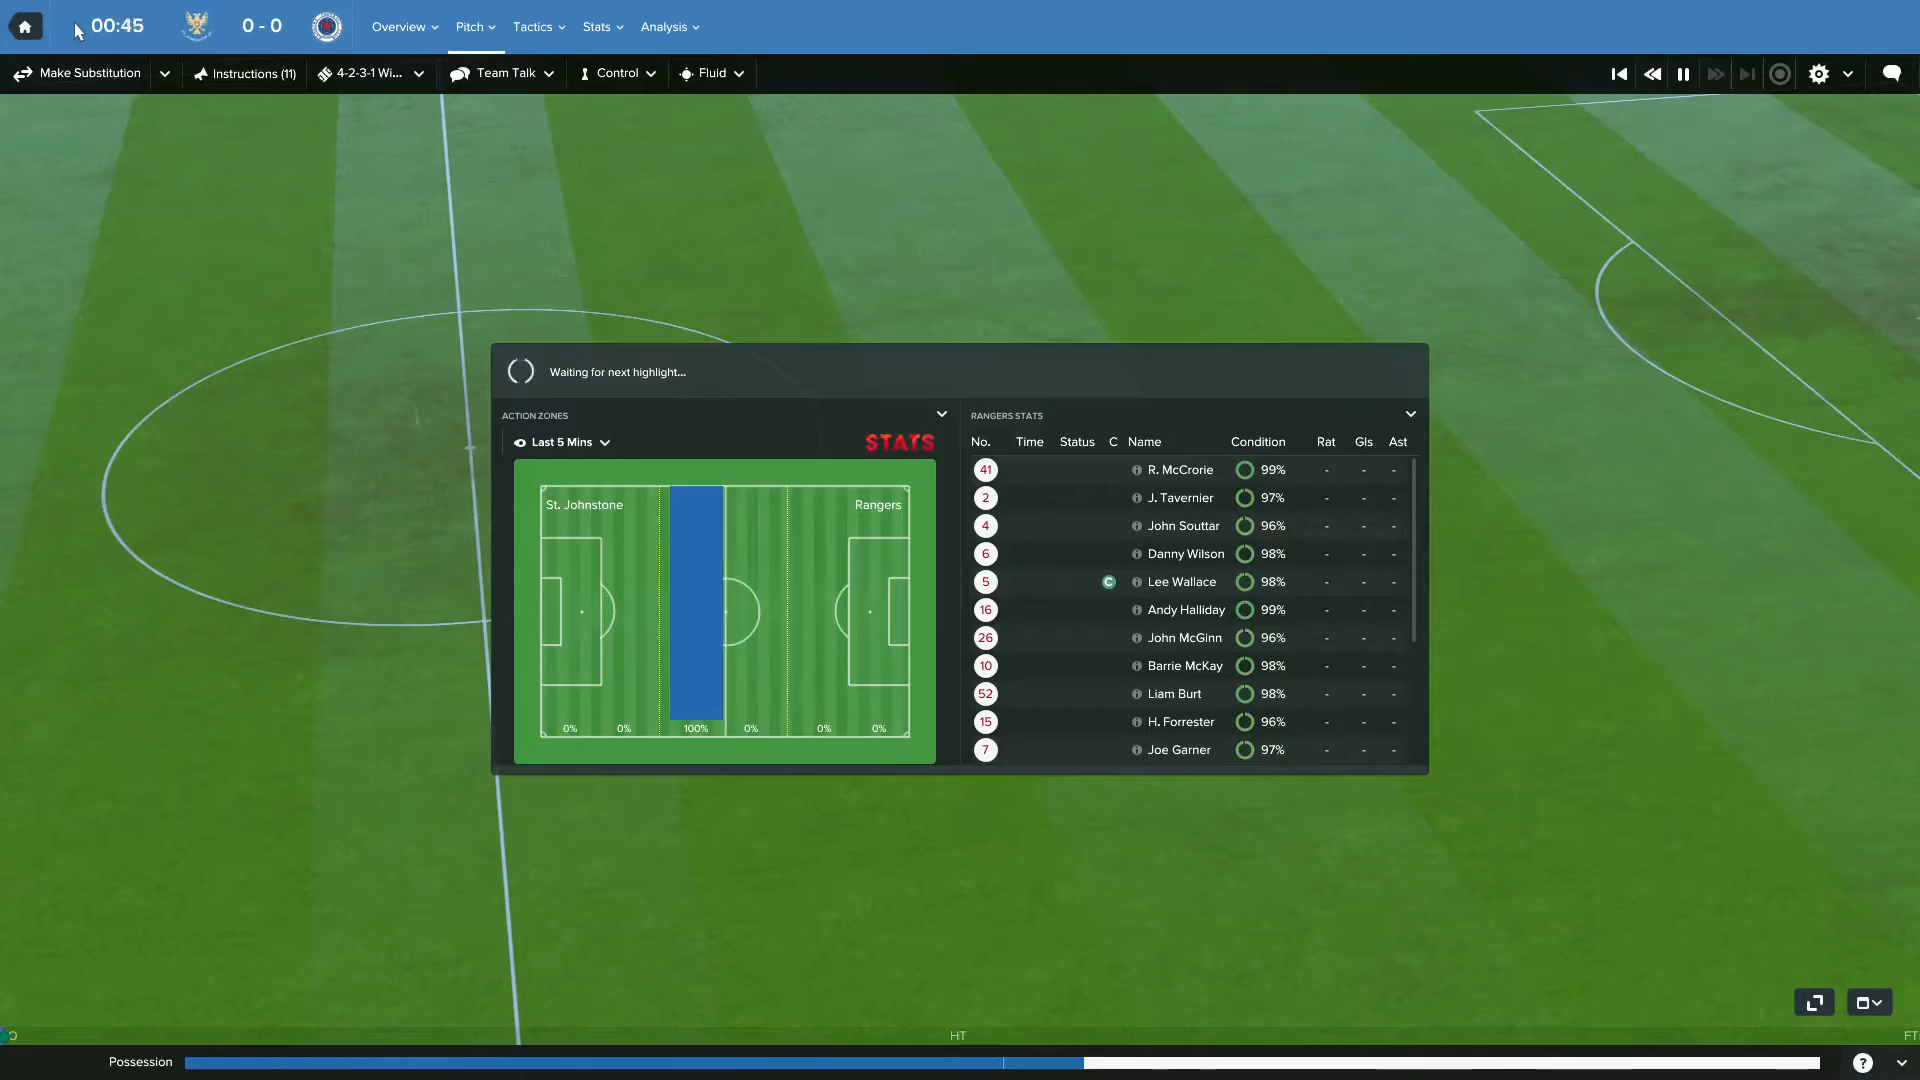 00:45 0 - 0 Overview Pitch Tactics Stats Analysis
Make Substitution Instructions (11) 4-2-3-1 Wi... Team Talk Control Fluid
Waiting for next highlight...
ACTION ZONES
Last 5 Mins STATS
St. Johnstone Rangers
0% 0% 100% 0% 0% 0%
RANGERS STATS
No. Time Status C Name Condition Rat Gls Ast
41 R. McCrorie 99% - - -
2 J. Tavernier 97% - - -
4 John Souttar 96% - - -
6 Danny Wilson 98% - - -
5 C Lee Wallace 98% - - -
16 Andy Halliday 99% - - -
26 John McGinn 96% - - -
10 Barrie McKay 98% - - -
52 Liam Burt 98% - - -
15 H. Forrester 96% - - -
7 Joe Garner 97% - - -
HT FT
Possession ?